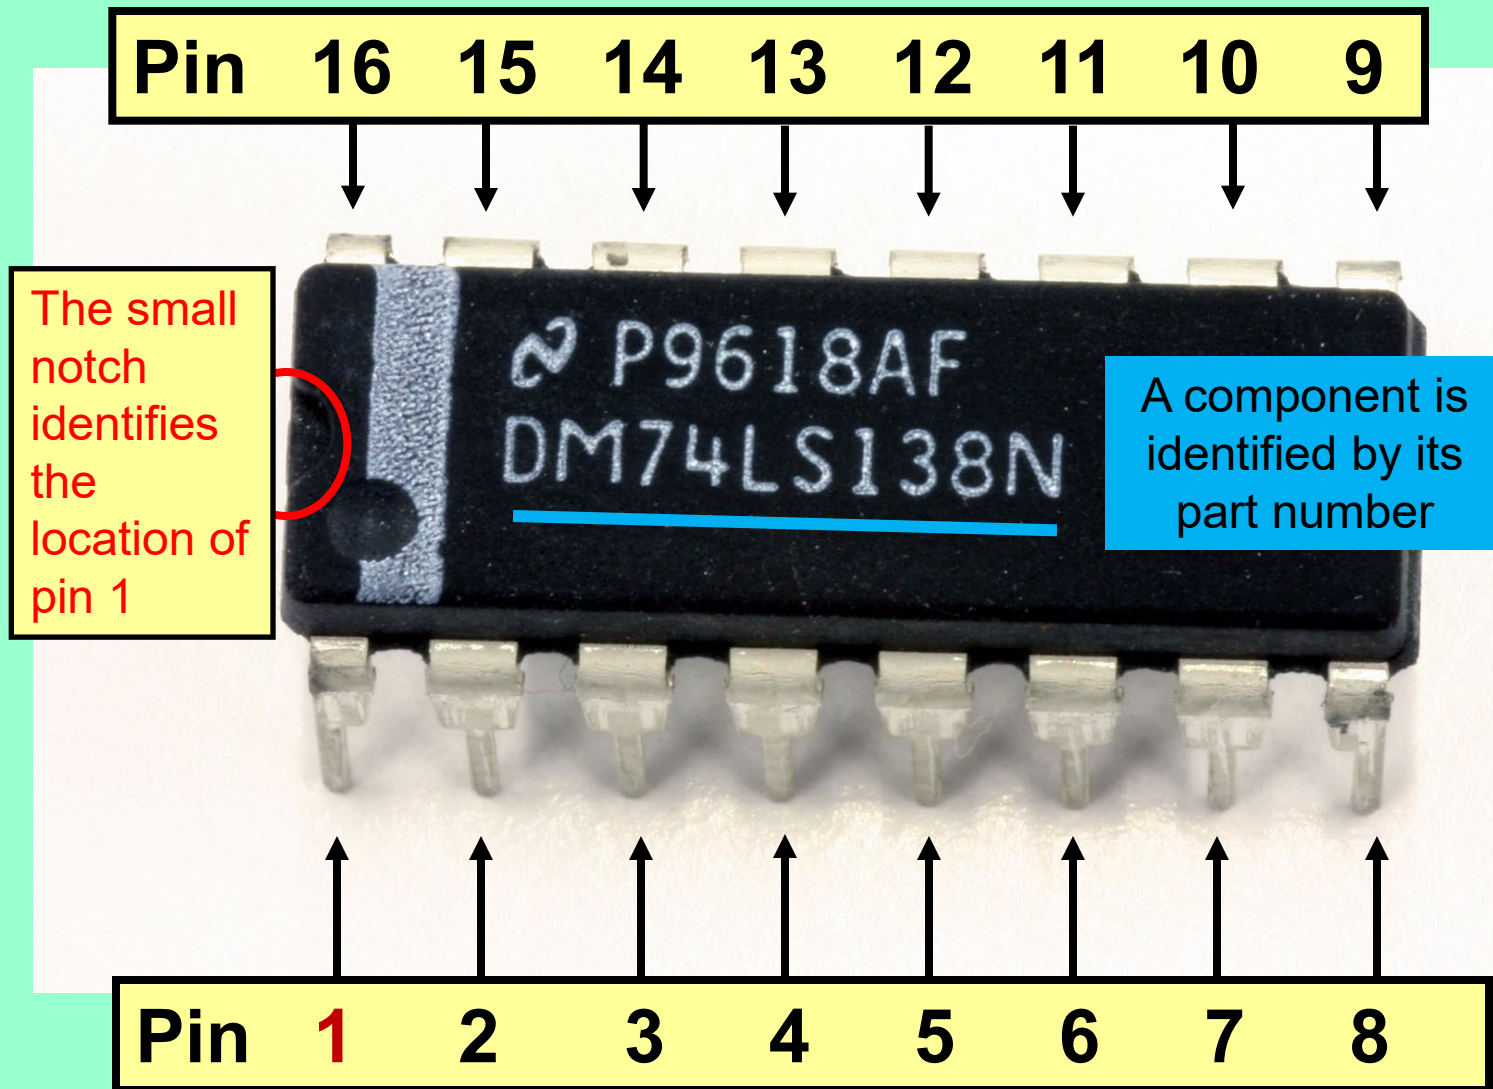 Pin 16 15 14 13 12 11 10 9
The small
notch
identifies
the
location of
pin 1
P9618AF
DM74LS138N
A component is
identified by its
part number
Pin 1 2 3 4 5 6 7 8